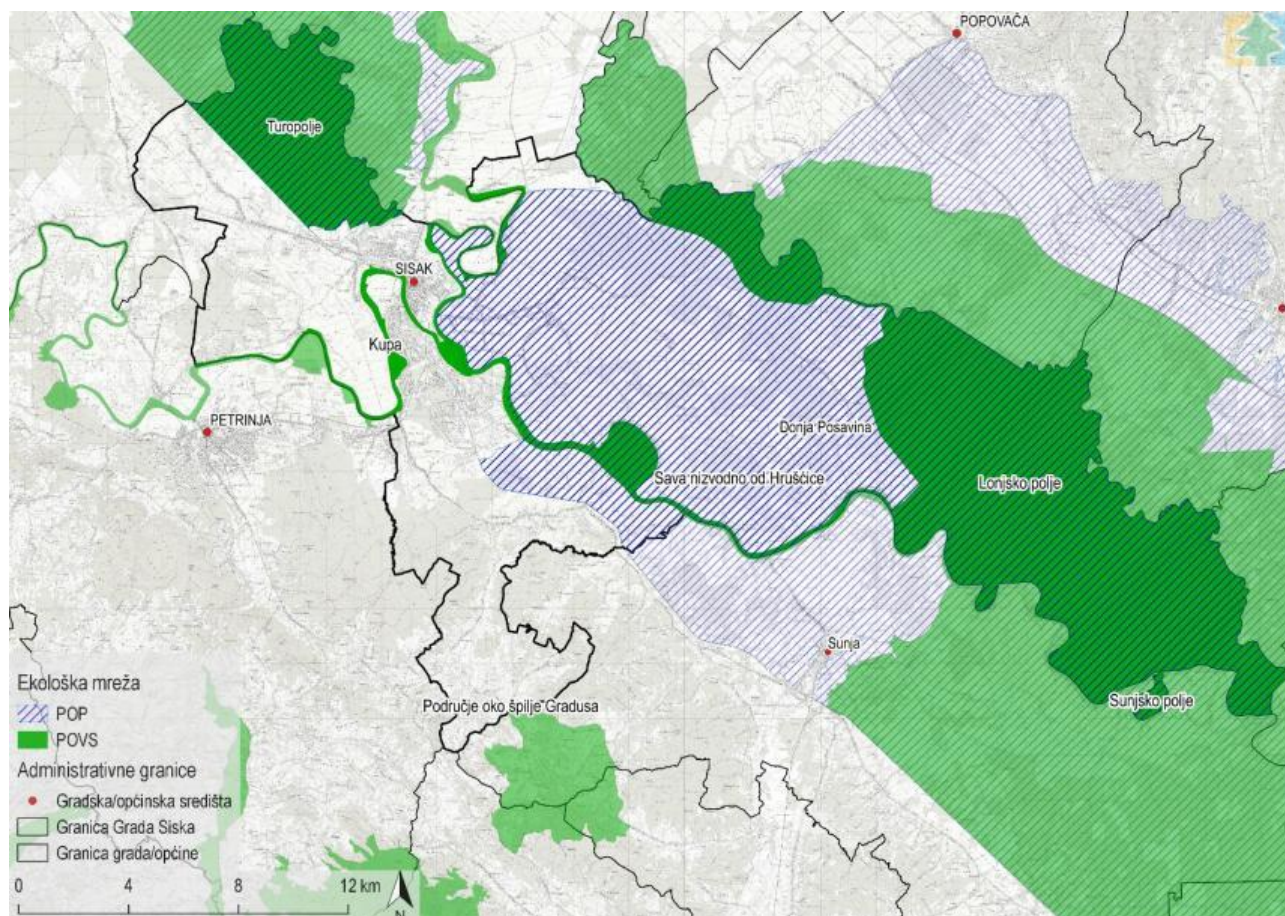 POPOVAČA
Turopolje
SISAK
Kupa
PETRINJA
Donja Posavina
Sava nizvodno od Hrušćice
Lonjsko polje
Sunja
Sunjsko polje
Područje oko špilje Gradusa
Ekološka mreža
POP
POVS
Administrativne granice
Gradska/općinska središta
Granica Grada Siska
Granica grada/općine
0 4 8 12 km
N